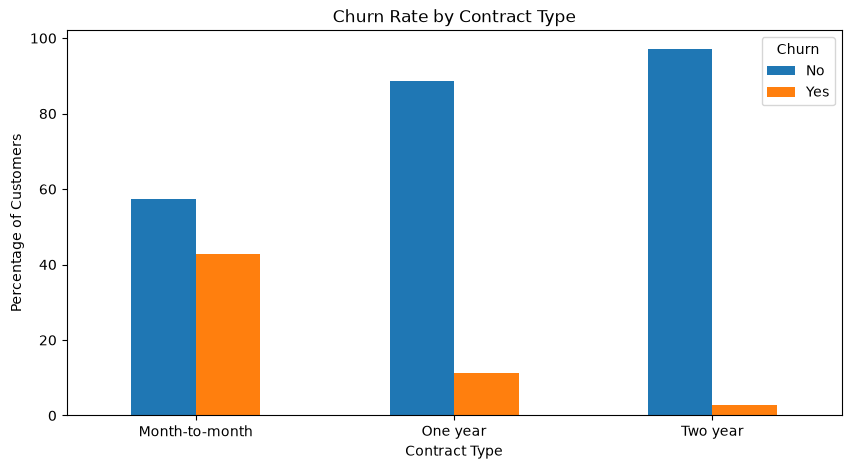 Churn Rate by Contract Type
Churn
No
Yes
Percentage of Customers
100
80
60
40
20
0
Month-to-month
One year
Two year
Contract Type